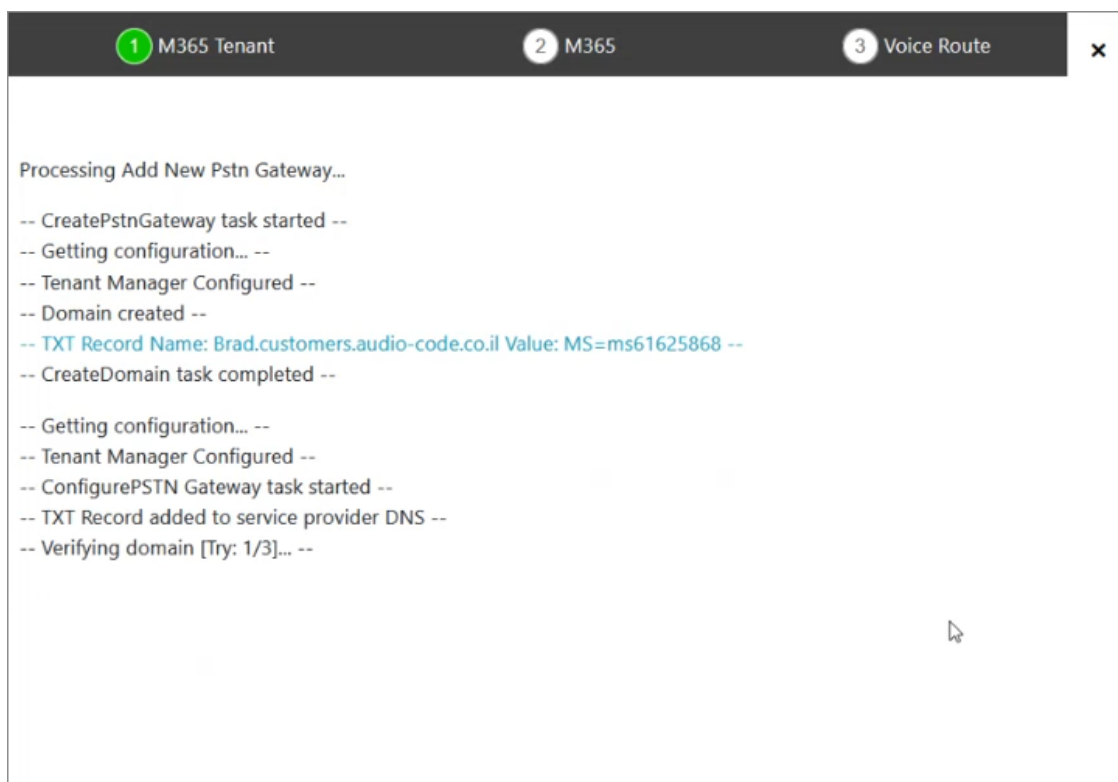 1 M365 Tenant 2 M365 3 Voice Route ×
Processing Add New Pstn Gateway...
-- CreatePstnGateway task started --
-- Getting configuration... --
-- Tenant Manager Configured --
-- Domain created --
-- TXT Record Name: Brad.customers.audio-code.co.il Value: MS=ms61625868 --
-- CreateDomain task completed --
-- Getting configuration... --
-- Tenant Manager Configured --
-- ConfigurePSTN Gateway task started --
-- TXT Record added to service provider DNS --
-- Verifying domain [Try: 1/3]... --